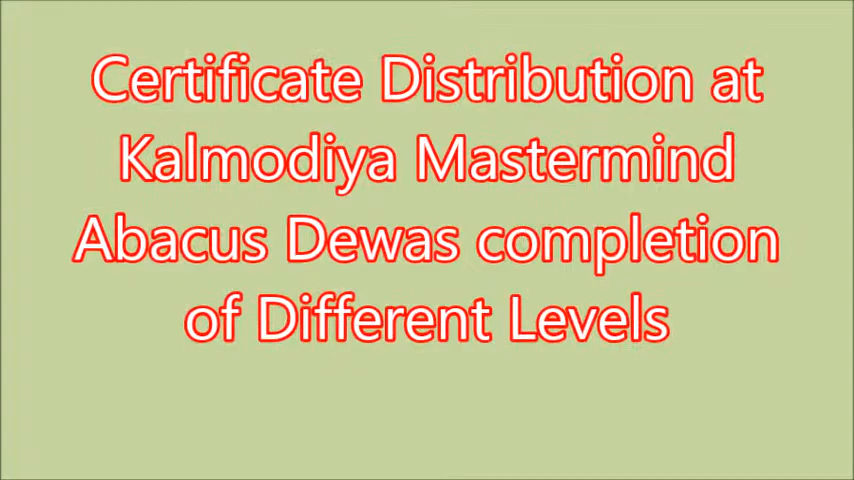 Certificate Distribution at
Kalmodiya Mastermind
Abacus Dewas completion
of Different Levels